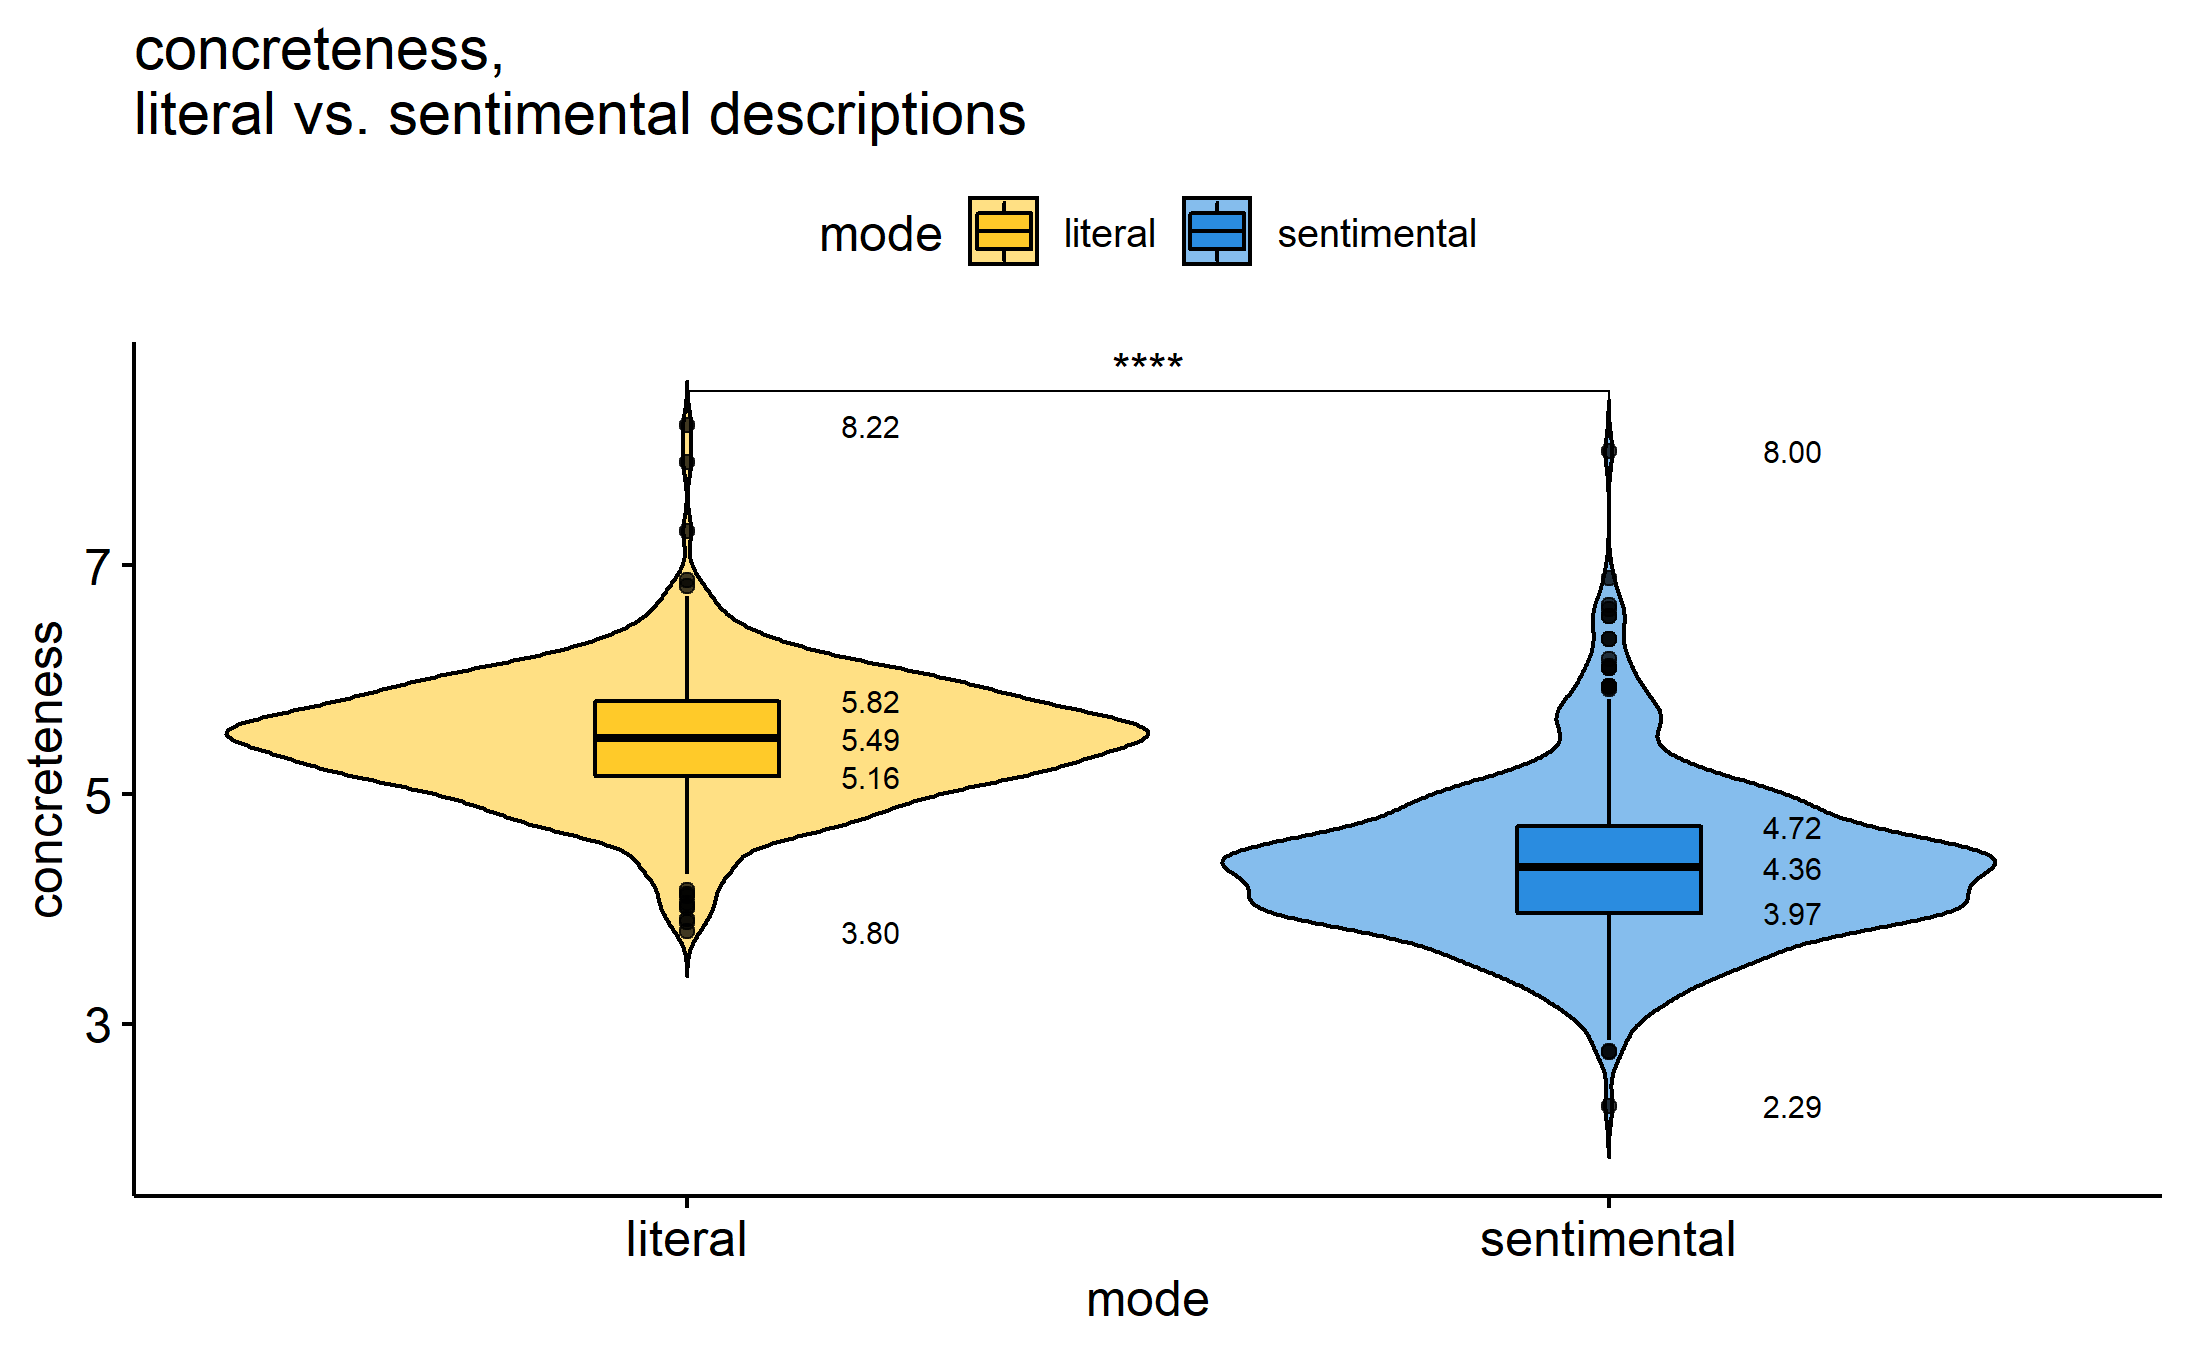 concreteness,
literal vs. sentimental descriptions
mode literal sentimental
****
8.22
8.00
7
5.82
5.49
5.16
5
4.72
4.36
3.97
3.80
3
2.29
concreteness
literal sentimental
mode